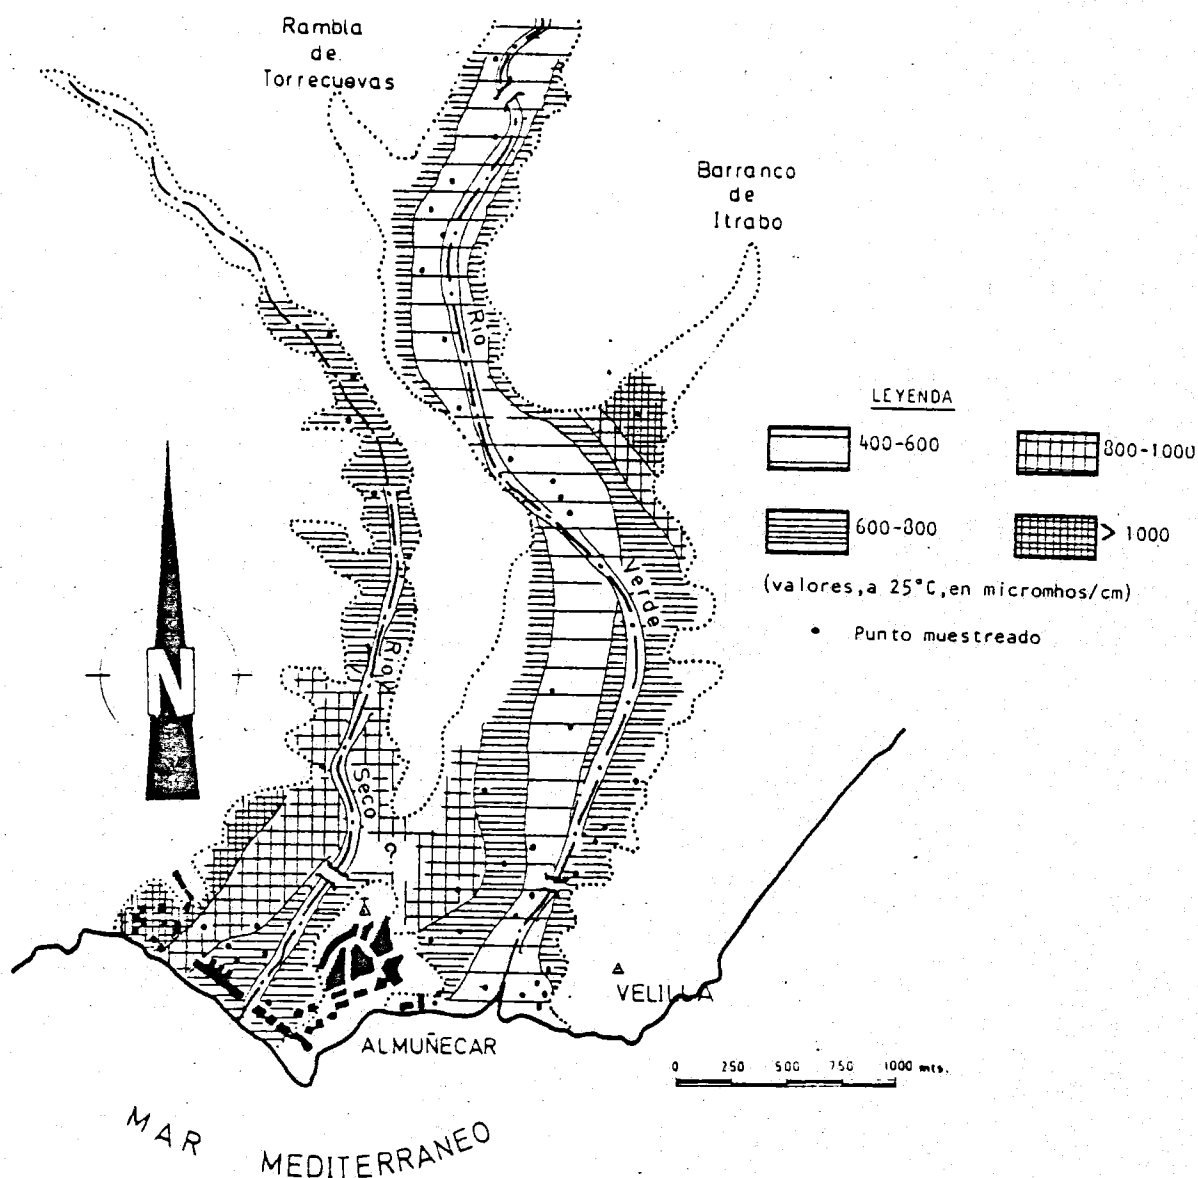 Rambla
de
Torrecuevas
Barranco
de
Itrabo
Rio
Verde
Rio
Seco
LEYENDA
400-600
800-1000
600-800
> 1000
(valores, a 25°C, en micromhos/cm)
• Punto muestreado
N
?
VELILLA
ALMUÑECAR
0 250 500 750 1000 mts.
MAR MEDITERRANEO